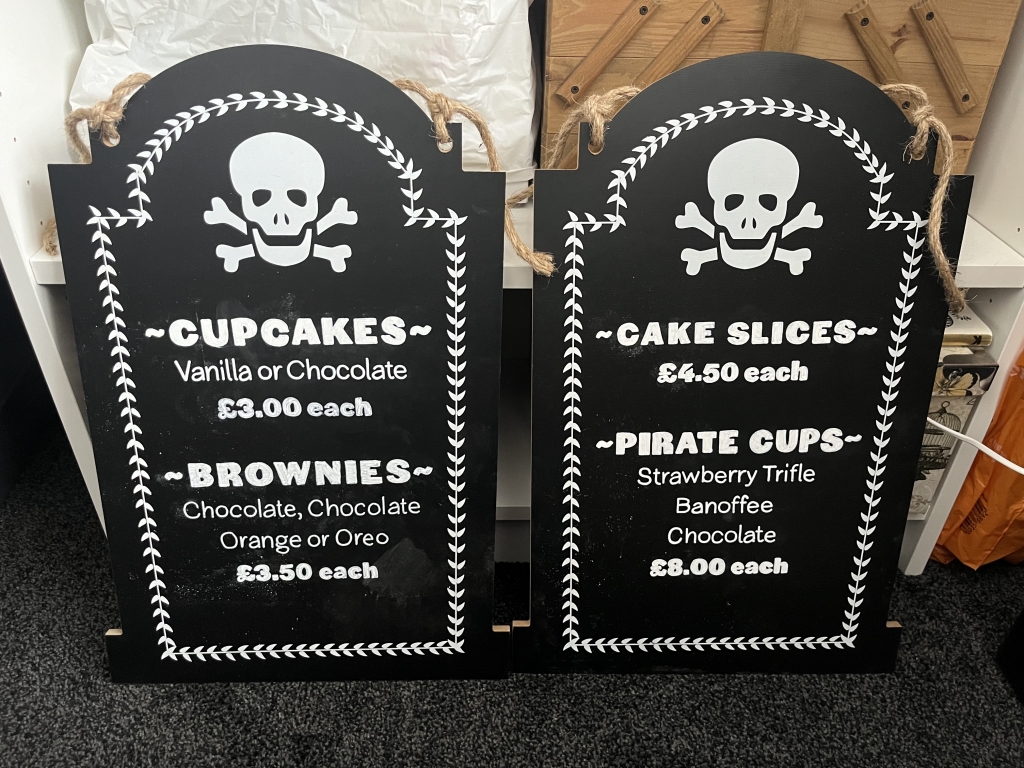 ~CUPCAKES~
Vanilla or Chocolate
£3.00 each
~BROWNIES~
Chocolate, Chocolate
Orange or Oreo
£3.50 each
~CAKE SLICES~
£4.50 each
~PIRATE CUPS~
Strawberry Trifle
Banoffee
Chocolate
£8.00 each